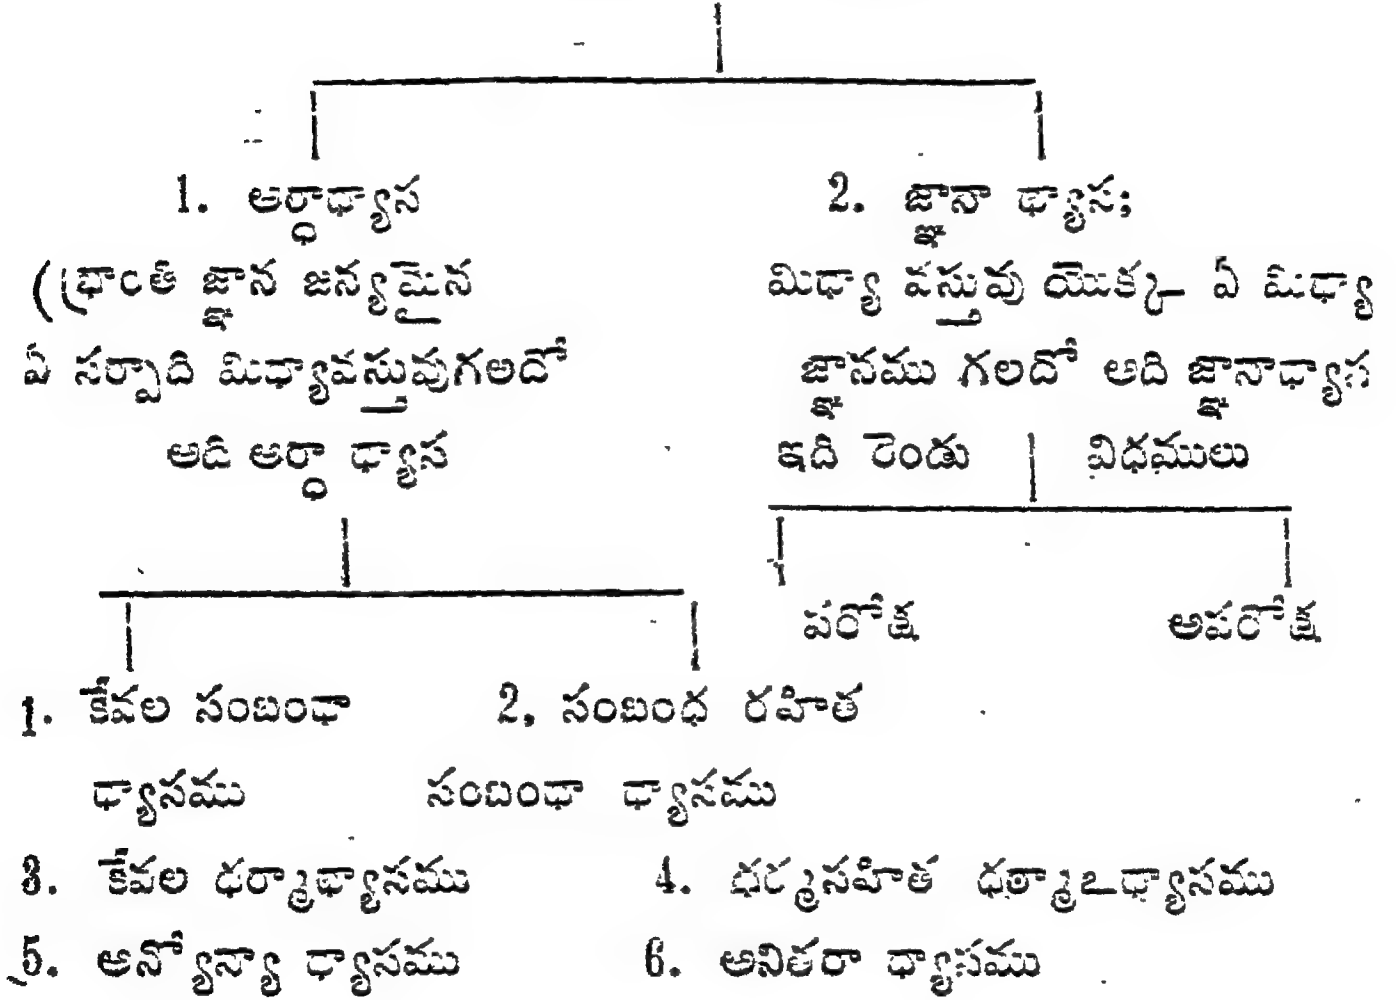 1. అర్ధాధ్యాస
2. జ్ఞానా ధ్యాస;
((భ్రాంతి జ్ఞాన జన్యమైన
ఏ సర్పాది మిధ్యావస్తువుగలదో
అది అర్ధా ధ్యాస
మిధ్యా వస్తువు యొక్క ఏ మిధ్యా
జ్ఞానము గలదో అది జ్ఞానాధ్యాస
ఇది రెండు విధములు
పరోక్ష
అపరోక్ష
1. కేవల సంబంధా
ధ్యాసము
2, సంబంధ రహిత
సంబంధా ధ్యాసము
3. కేవల ధర్మాధ్యాసము
4. ధర్మసహిత ధర్మాఽధ్యాసము
5. అన్యోన్యా ధ్యాసము
6. అనితరా ధ్యాసము